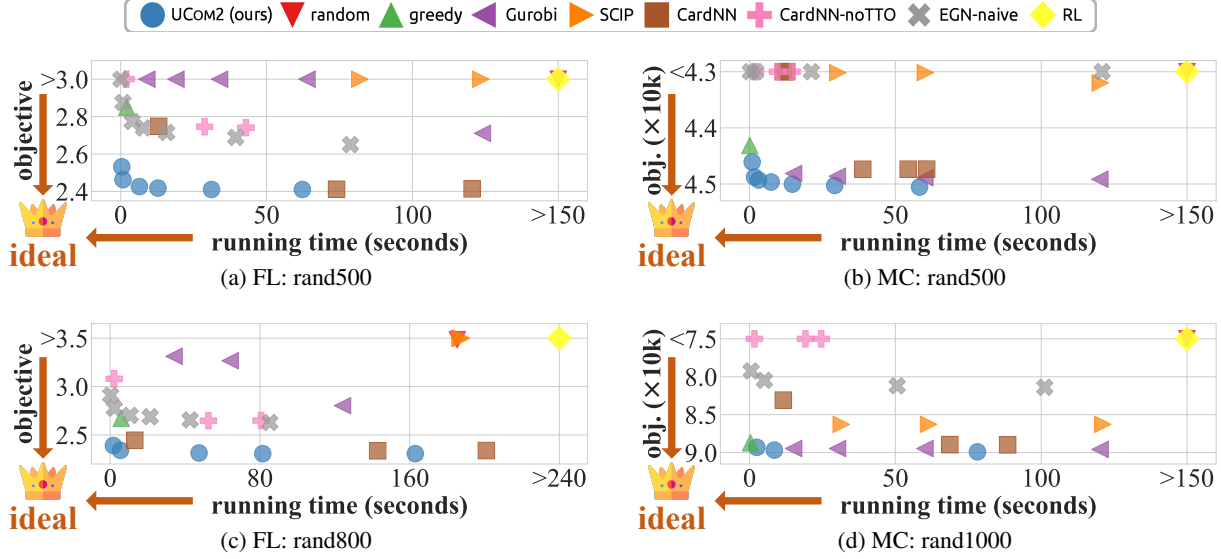 UCOM2 (ours) random greedy Gurobi SCIP CardNN CardNN-noTTO EGN-naive RL
objective
>3.0
2.8
2.6
2.4
0 50 100 >150
ideal
running time (seconds)
(a) FL: rand500
obj. (×10k)
<4.3
4.4
4.5
0 50 100 >150
ideal
running time (seconds)
(b) MC: rand500
objective
>3.5
3.0
2.5
0 80 160 >240
ideal
running time (seconds)
(c) FL: rand800
obj. (×10k)
<7.5
8.0
8.5
9.0
0 50 100 >150
ideal
running time (seconds)
(d) MC: rand1000